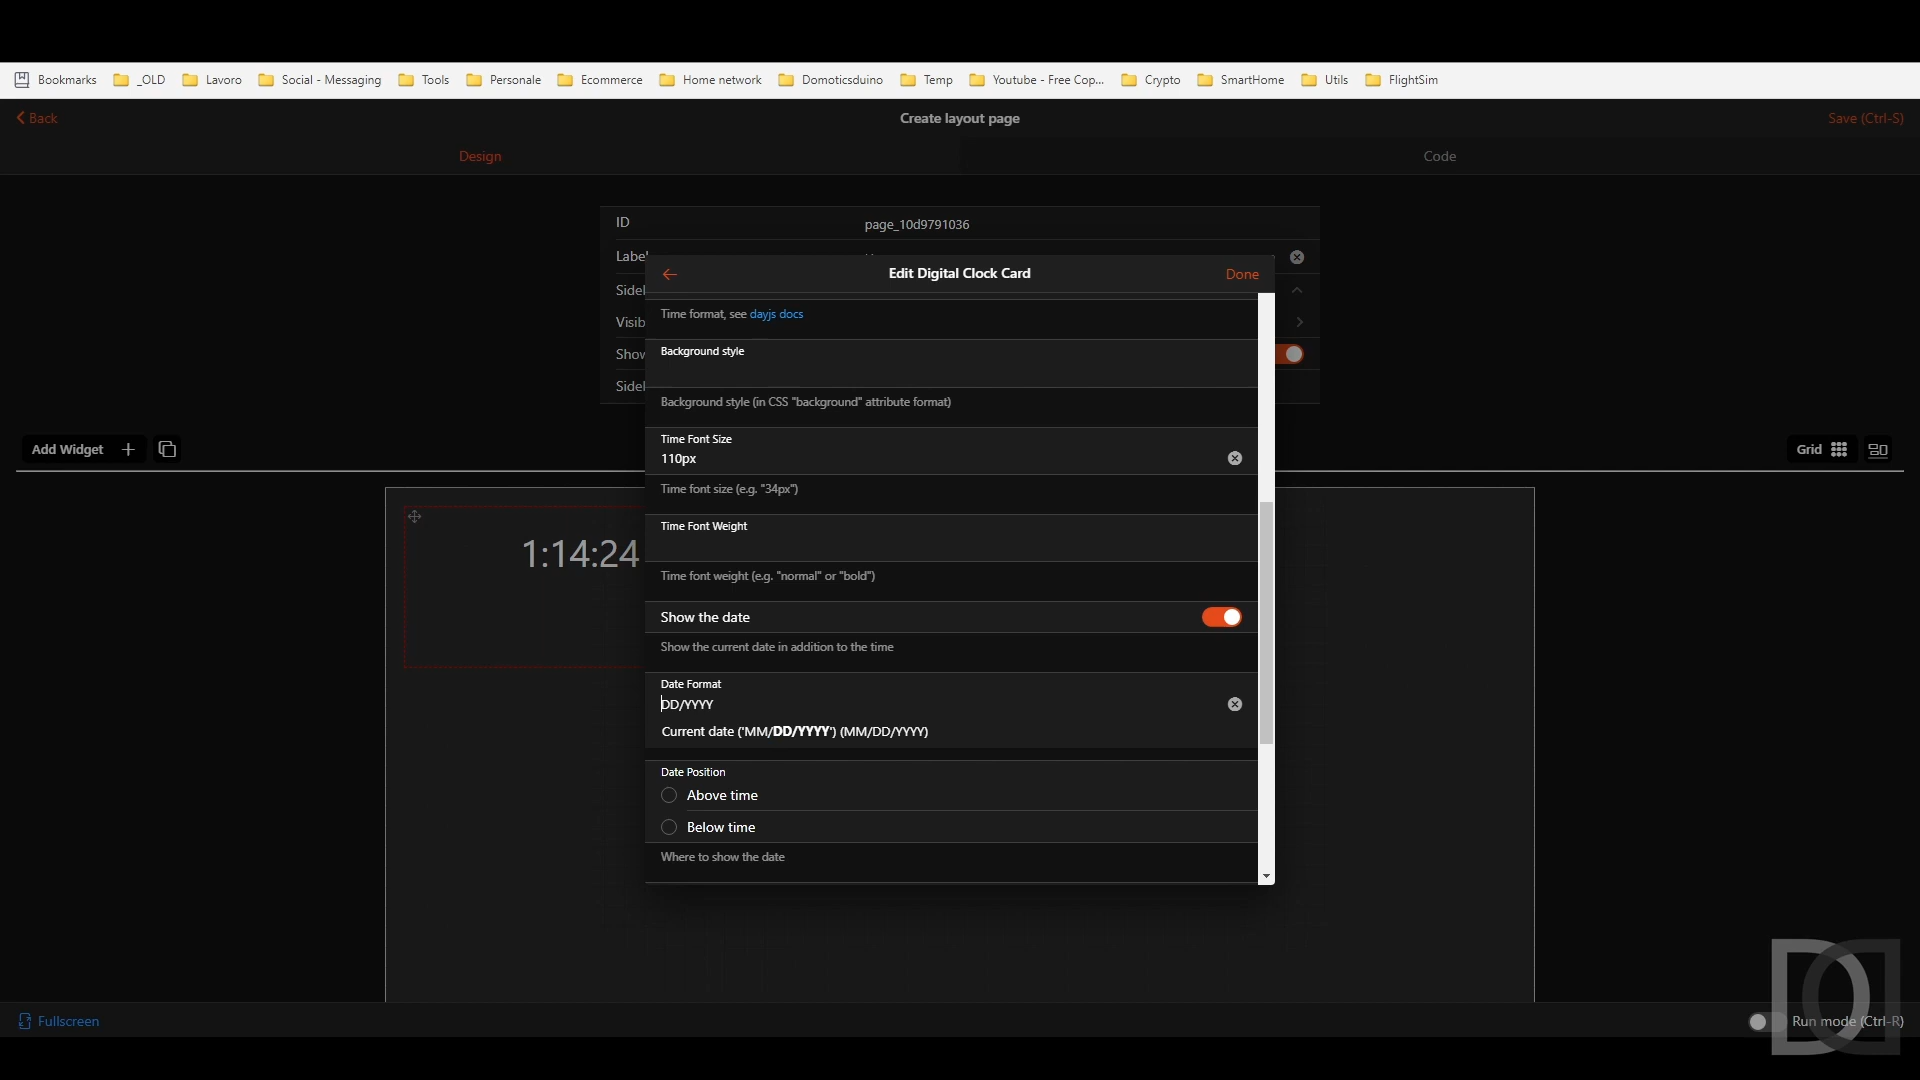 Bookmarks _OLD Lavoro Social - Messaging Tools Personale Ecommerce Home network Domoticsduino Temp Youtube - Free Cop... Crypto SmartHome Utils FlightSim
Back Create layout page Save (Ctrl-S)
Design Code
ID page_10d9791036
Label
Edit Digital Clock Card Done
Time format, see dayjs docs
Background style
Background style (in CSS "background" attribute format)
Time Font Size
110px
Time font size (e.g. "34px")
Time Font Weight
Time font weight (e.g. "normal" or "bold")
Show the date
Show the current date in addition to the time
Date Format
DD/YYYY
Current date ('MM/DD/YYYY') (MM/DD/YYYY)
Date Position
Above time
Below time
Where to show the date
Add Widget Grid
1:14:24
Fullscreen Run mode (Ctrl-R)